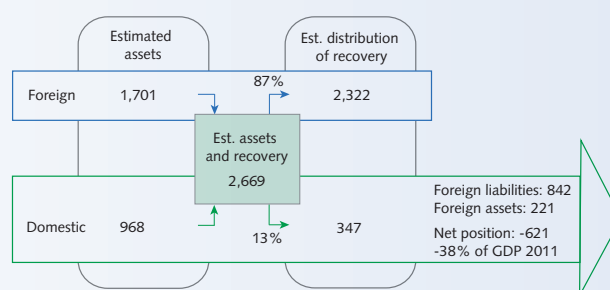 Estimated
assets
Est. distribution
of recovery
87%
Foreign
1,701
2,322
Est. assets
and recovery
2,669
Foreign liabilities: 842
Foreign assets: 221
Domestic
968
13%
347
Net position: -621
-38% of GDP 2011